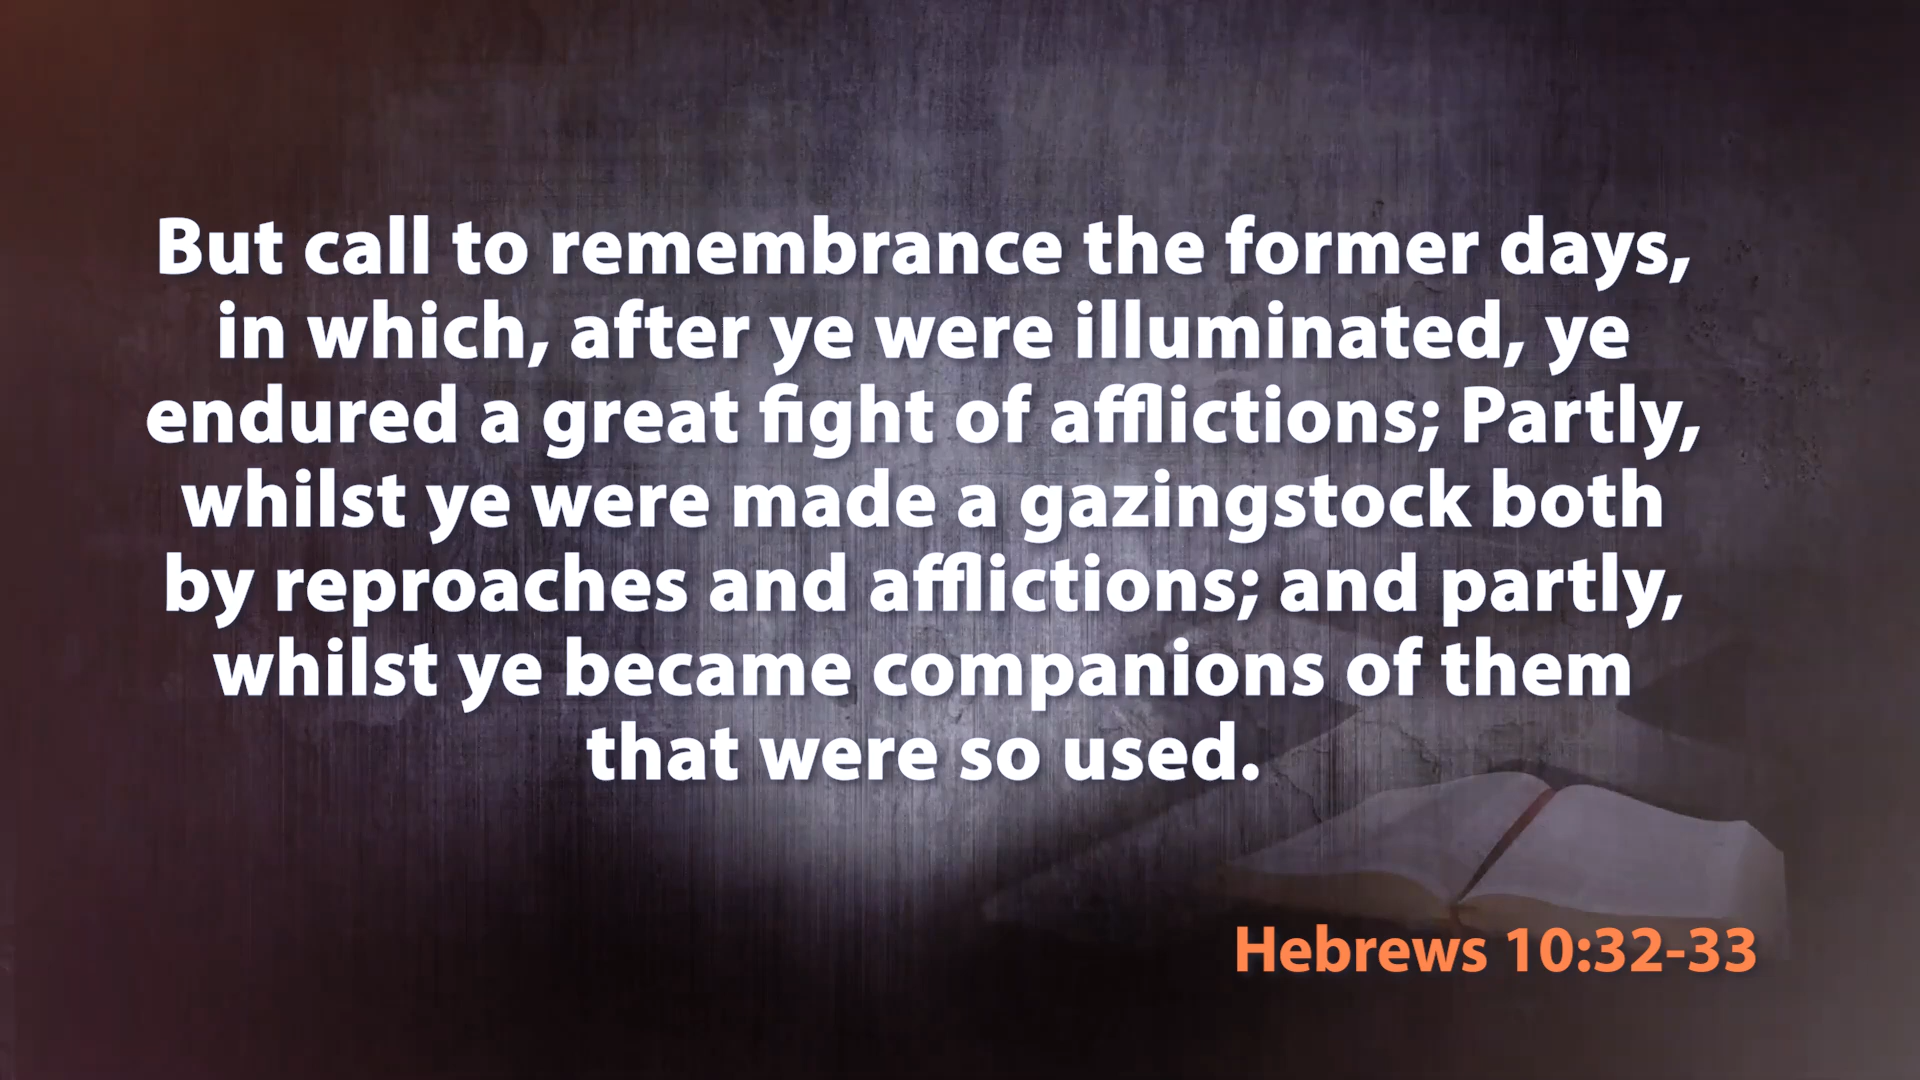 But call to remembrance the former days,
in which, after ye were illuminated, ye
endured a great fight of afflictions; Partly,
whilst ye were made a gazingstock both
by reproaches and afflictions; and partly,
whilst ye became companions of them
that were so used.
Hebrews 10:32-33